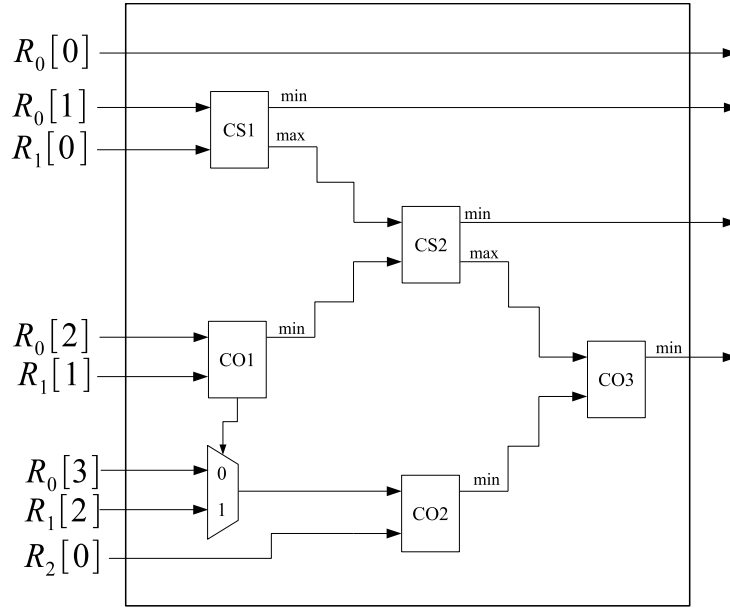 R₀[0]
R₀[1]
min
CS1
max
R₁[0]
min
CS2
max
R₀[2]
min
CO1
R₁[1]
min
CO3
R₀[3]
0
R₁[2]
1
min
CO2
R₂[0]